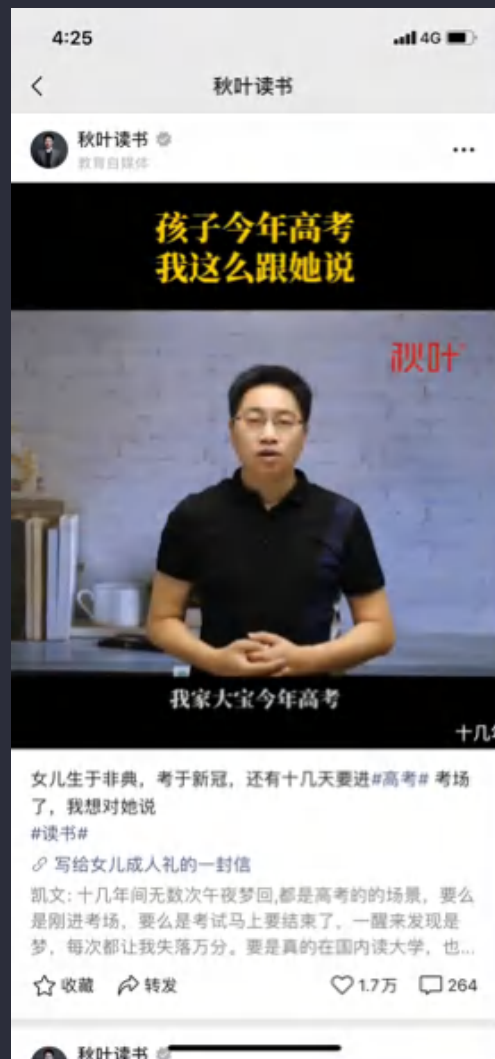 4:25
4G
秋叶读书
秋叶读书
教育自媒体
孩子今年高考
我这么跟她说
秋叶
我家大宝今年高考
十几年
女儿生于非典，考于新冠，还有十几天要进#高考# 考场
了，我想对她说
#读书#
写给女儿成人礼的一封信
凯文: 十几年间无数次午夜梦回,都是高考的的场景，要么
是刚进考场，要么是考试马上要结束了，一醒来发现是
梦，每次都让我失落万分。要是真的在国内读大学，也...
收藏 转发 1.7万 264
秋叶读书